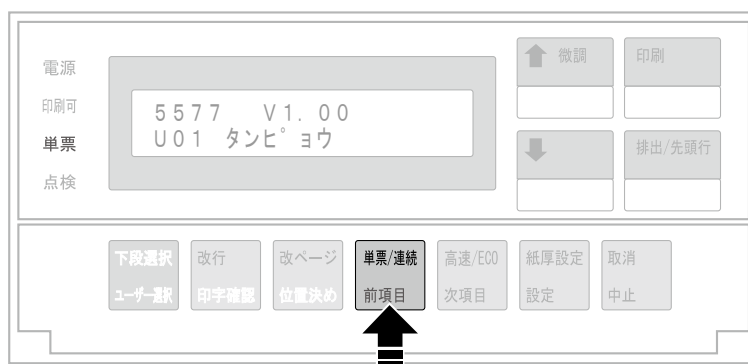 電源
印刷可
単票
点検
5577 V1.00
U01 タンピョウ
微調
印刷
排出/先頭行
下段選択
ユーザー選択
改行
印字確認
改ページ
位置決め
単票/連続
前項目
高速/ECO
次項目
紙厚設定
設定
取消
中止